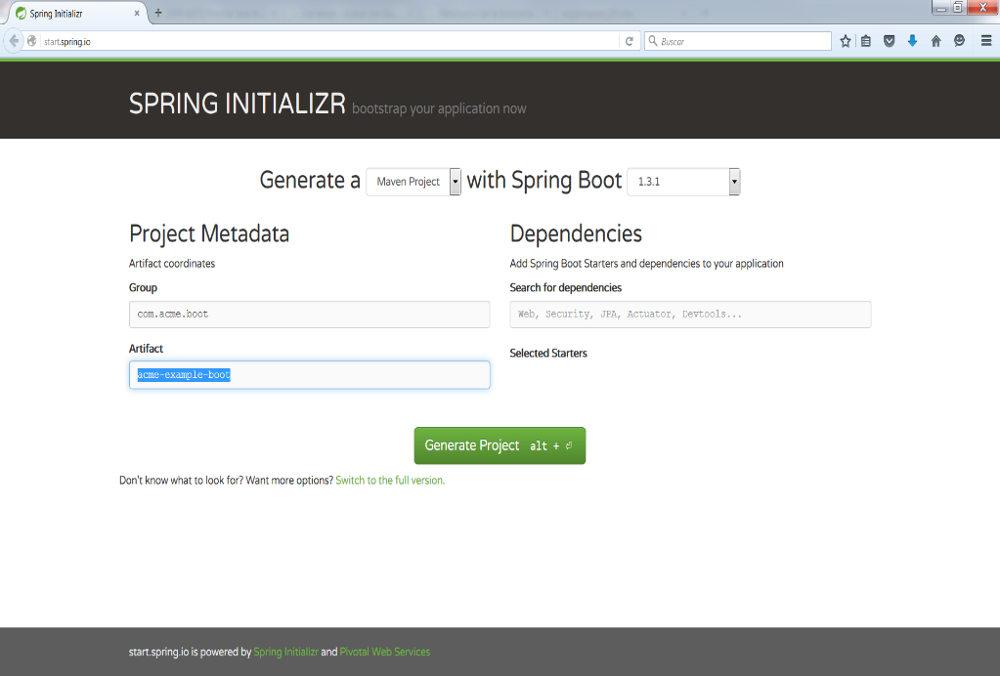 Spring Initializr
start.spring.io
Buscar
SPRING INITIALIZR bootstrap your application now
Generate a Maven Project with Spring Boot 1.3.1
Project Metadata
Artifact coordinates
Group
com.acme.boot
Artifact
acme-example-boot
Dependencies
Add Spring Boot Starters and dependencies to your application
Search for dependencies
Web, Security, JPA, Actuator, Devtools...
Selected Starters
Generate Project alt + ⏎
Don't know what to look for? Want more options? Switch to the full version.
start.spring.io is powered by Spring Initializr and Pivotal Web Services